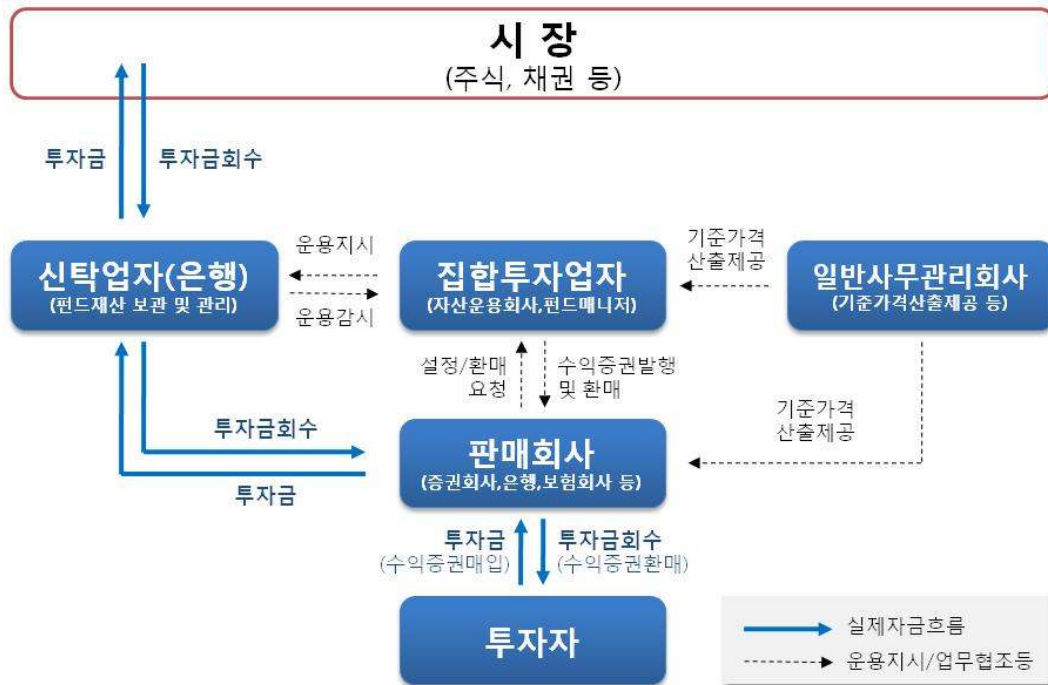 시 장
(주식, 채권 등)
투자금
투자금회수
신탁업자(은행)
(펀드재산 보관 및 관리)
운용지시
운용감시
집합투자업자
(자산운용회사,펀드매니저)
기준가격
산출제공
일반사무관리회사
(기준가격산출제공 등)
설정/환매
요청
수익증권발행
및 환매
기준가격
산출제공
투자금회수
투자금
판매회사
(증권회사,은행,보험회사 등)
투자금
(수익증권매입)
투자금회수
(수익증권환매)
투자자
실제자금흐름
운용지시/업무협조등